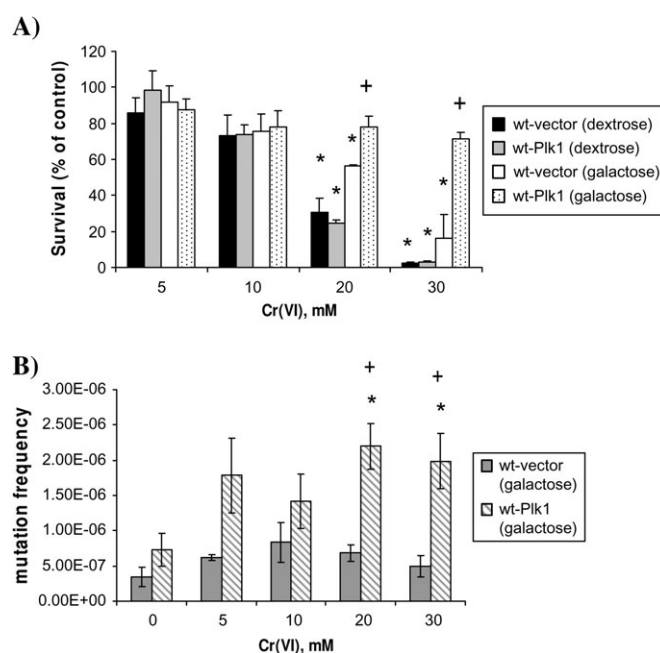 A)
Survival (% of control)
120
100
80
60
40
20
0
* * * +
* * * +
5 10 20 30
Cr(VI), mM
wt-vector (dextrose)
wt-Plk1 (dextrose)
wt-vector (galactose)
wt-Plk1 (galactose)
B)
mutation frequency
3.00E-06
2.50E-06
2.00E-06
1.50E-06
1.00E-06
5.00E-07
0.00E+00
+ +
* *
0 5 10 20 30
Cr(VI), mM
wt-vector
(galactose)
wt-Plk1
(galactose)